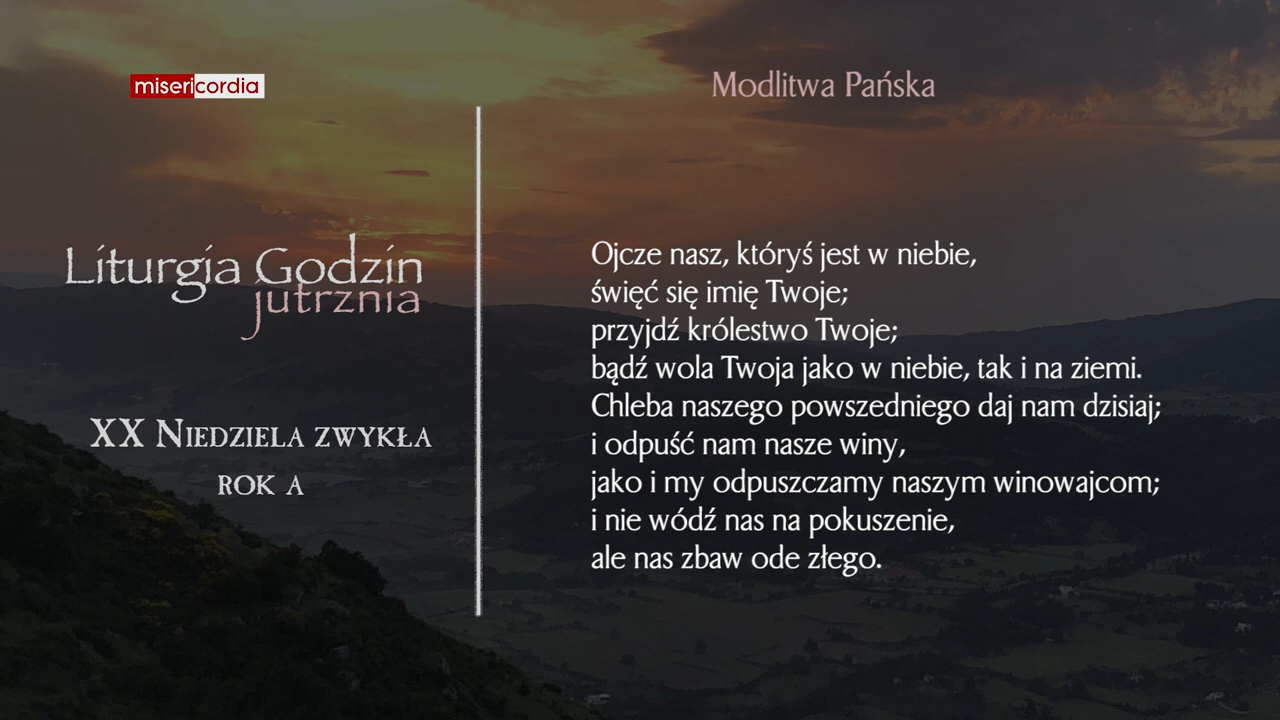 misericordia
Liturgia Godzin
jutrznia
XX Niedziela zwykła
rok A
Modlitwa Pańska
Ojcze nasz, któryś jest w niebie,
święć się imię Twoje;
przyjdź królestwo Twoje;
bądź wola Twoja jako w niebie, tak i na ziemi.
Chleba naszego powszedniego daj nam dzisiaj;
i odpuść nam nasze winy,
jako i my odpuszczamy naszym winowajcom;
i nie wódź nas na pokuszenie,
ale nas zbaw ode złego.